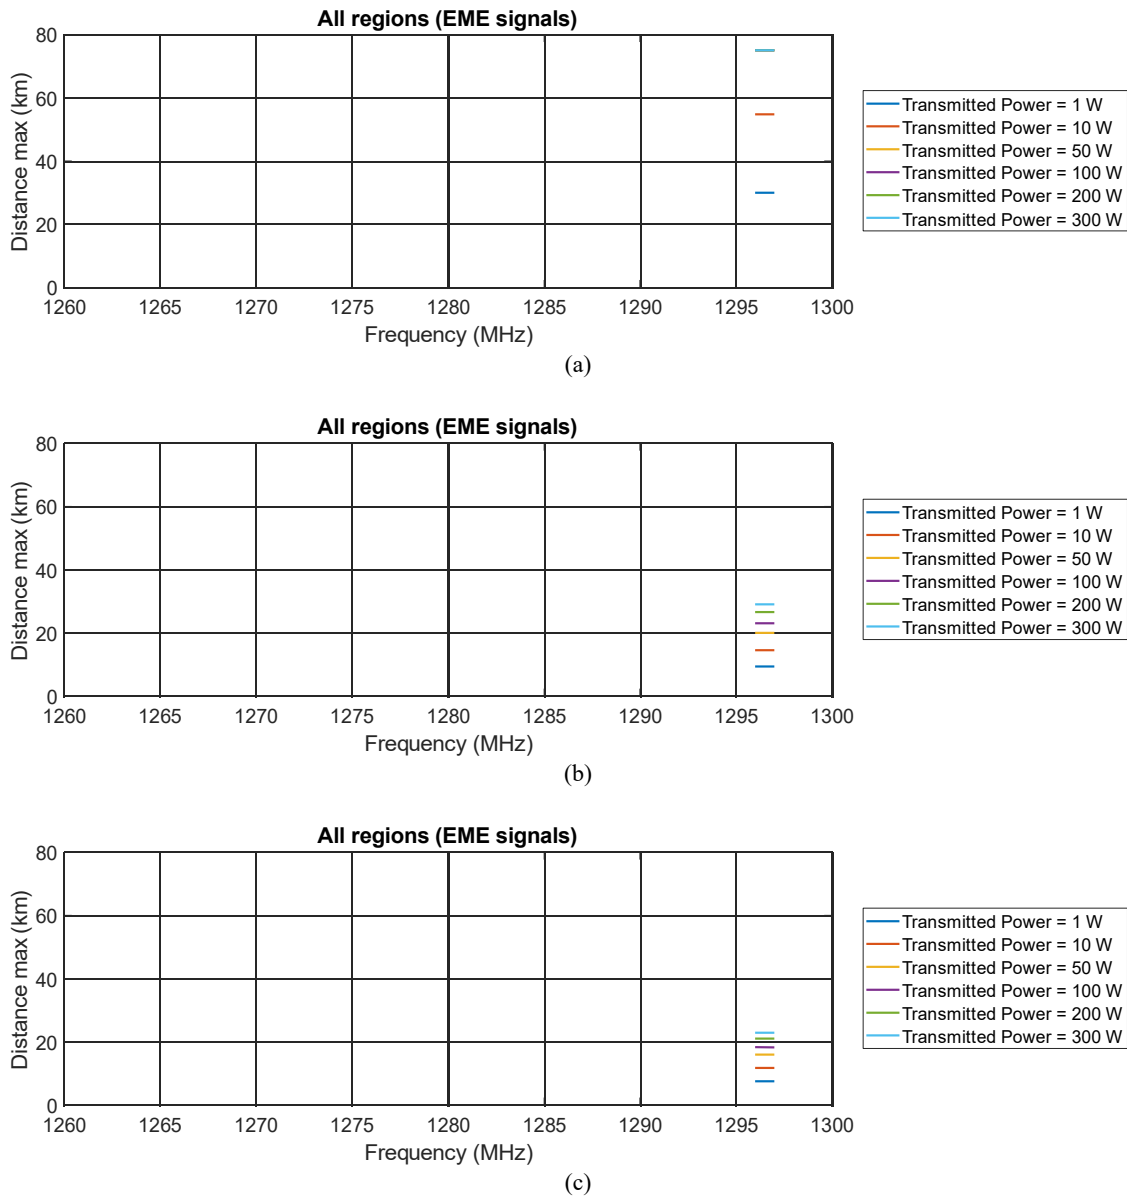 All regions (EME signals)
80
60
40
20
0
Distance max (km)
1260 1265 1270 1275 1280 1285 1290 1295 1300
Frequency (MHz)
Transmitted Power = 1 W
Transmitted Power = 10 W
Transmitted Power = 50 W
Transmitted Power = 100 W
Transmitted Power = 200 W
Transmitted Power = 300 W
(a)
All regions (EME signals)
80
60
40
20
0
Distance max (km)
1260 1265 1270 1275 1280 1285 1290 1295 1300
Frequency (MHz)
Transmitted Power = 1 W
Transmitted Power = 10 W
Transmitted Power = 50 W
Transmitted Power = 100 W
Transmitted Power = 200 W
Transmitted Power = 300 W
(b)
All regions (EME signals)
80
60
40
20
0
Distance max (km)
1260 1265 1270 1275 1280 1285 1290 1295 1300
Frequency (MHz)
Transmitted Power = 1 W
Transmitted Power = 10 W
Transmitted Power = 50 W
Transmitted Power = 100 W
Transmitted Power = 200 W
Transmitted Power = 300 W
(c)